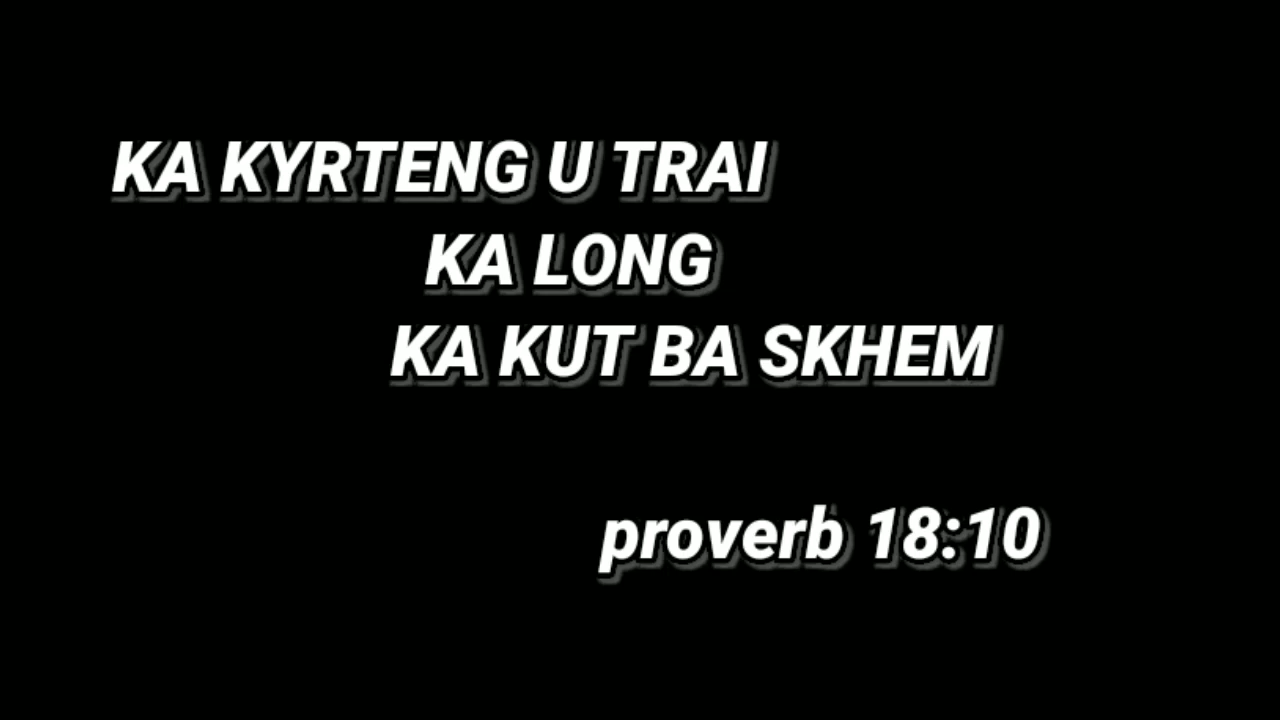 KA KYRTENG U TRAI
KA LONG
KA KUT BA SKHEM
proverb 18:10